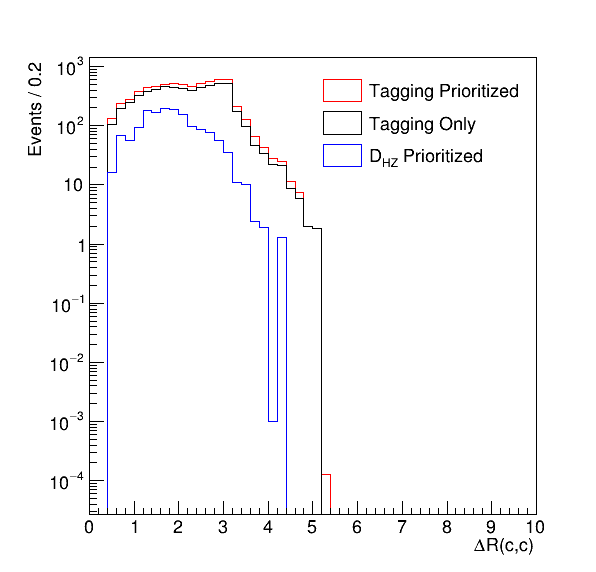 Events / 0.2
10³
10²
10
1
10⁻¹
10⁻²
10⁻³
10⁻⁴
Tagging Prioritized
Tagging Only
D_HZ Prioritized
0 1 2 3 4 5 6 7 8 9 10
ΔR(c,c)